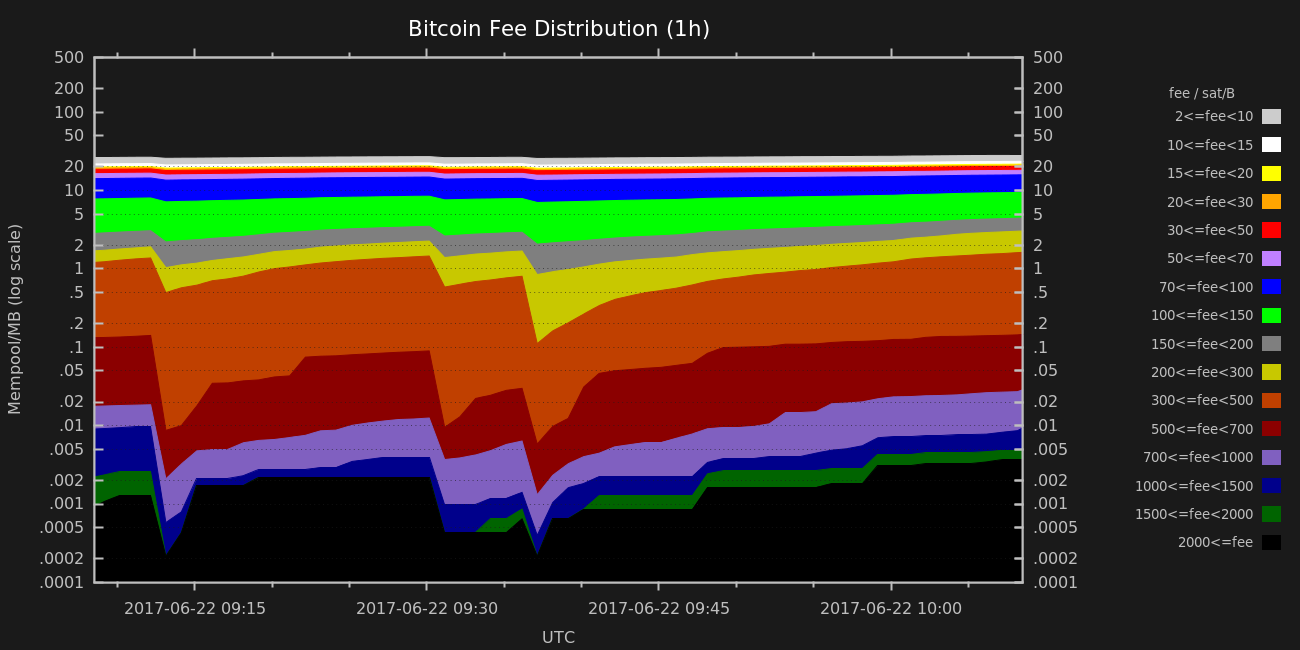 Bitcoin Fee Distribution (1h)
500
200
100
50
20
10
5
2
1
.5
.2
.1
.05
.02
.01
.005
.002
.001
.0005
.0002
.0001
Mempool/MB (log scale)
500
200
100
50
20
10
5
2
1
.5
.2
.1
.05
.02
.01
.005
.002
.001
.0005
.0002
.0001
2017-06-22 09:15
2017-06-22 09:30
2017-06-22 09:45
2017-06-22 10:00
UTC
fee / sat/B
2<=fee<10
10<=fee<15
15<=fee<20
20<=fee<30
30<=fee<50
50<=fee<70
70<=fee<100
100<=fee<150
150<=fee<200
200<=fee<300
300<=fee<500
500<=fee<700
700<=fee<1000
1000<=fee<1500
1500<=fee<2000
2000<=fee